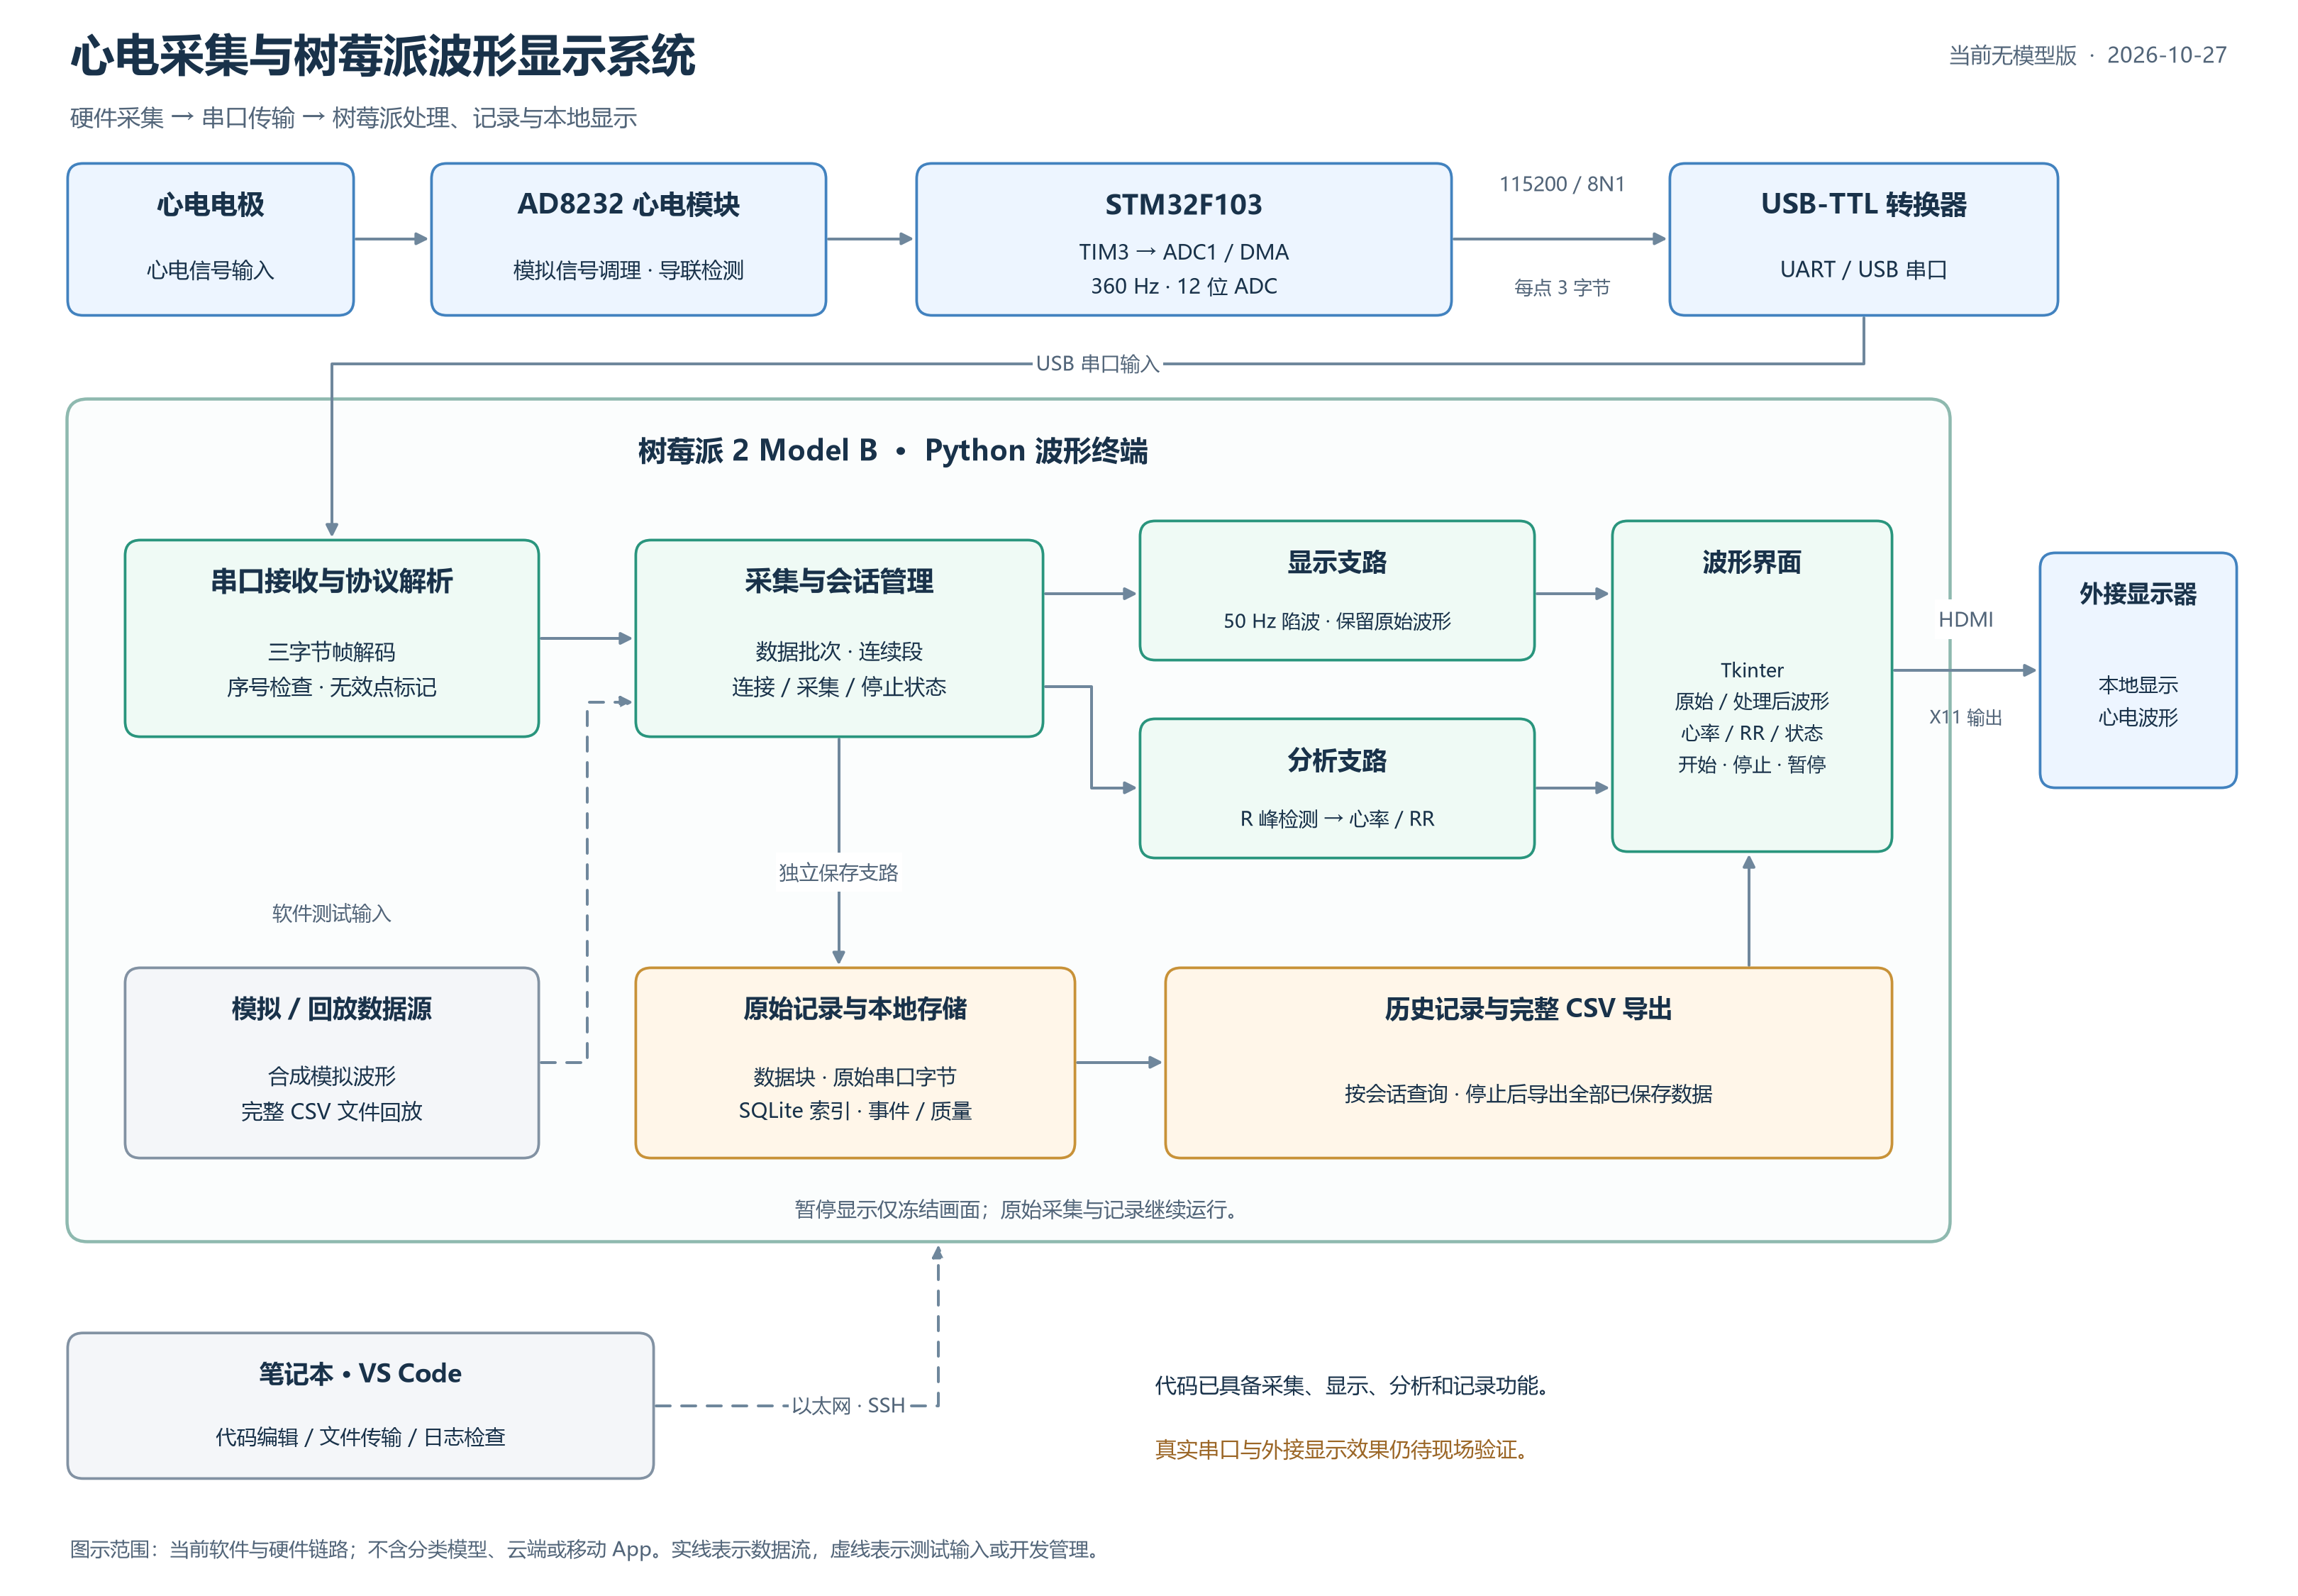 心电采集与树莓派波形显示系统
当前无模型版 · 2026-10-27
硬件采集 → 串口传输 → 树莓派处理、记录与本地显示
心电电极
心电信号输入
AD8232 心电模块
模拟信号调理 · 导联检测
STM32F103
TIM3 → ADC1 / DMA
360 Hz · 12 位 ADC
115200 / 8N1
每点 3 字节
USB-TTL 转换器
UART / USB 串口
USB 串口输入
树莓派 2 Model B • Python 波形终端
串口接收与协议解析
三字节帧解码
序号检查 · 无效点标记
采集与会话管理
数据批次 · 连续段
连接 / 采集 / 停止状态
显示支路
50 Hz 陷波 · 保留原始波形
分析支路
R 峰检测 → 心率 / RR
波形界面
Tkinter
原始 / 处理后波形
心率 / RR / 状态
开始 · 停止 · 暂停
HDMI
X11 输出
外接显示器
本地显示
心电波形
独立保存支路
软件测试输入
模拟 / 回放数据源
合成模拟波形
完整 CSV 文件回放
原始记录与本地存储
数据块 · 原始串口字节
SQLite 索引 · 事件 / 质量
历史记录与完整 CSV 导出
按会话查询 · 停止后导出全部已保存数据
暂停显示仅冻结画面；原始采集与记录继续运行。
笔记本 • VS Code
代码编辑 / 文件传输 / 日志检查
以太网 · SSH
代码已具备采集、显示、分析和记录功能。
真实串口与外接显示效果仍待现场验证。
图示范围：当前软件与硬件链路；不含分类模型、云端或移动 App。实线表示数据流，虚线表示测试输入或开发管理。